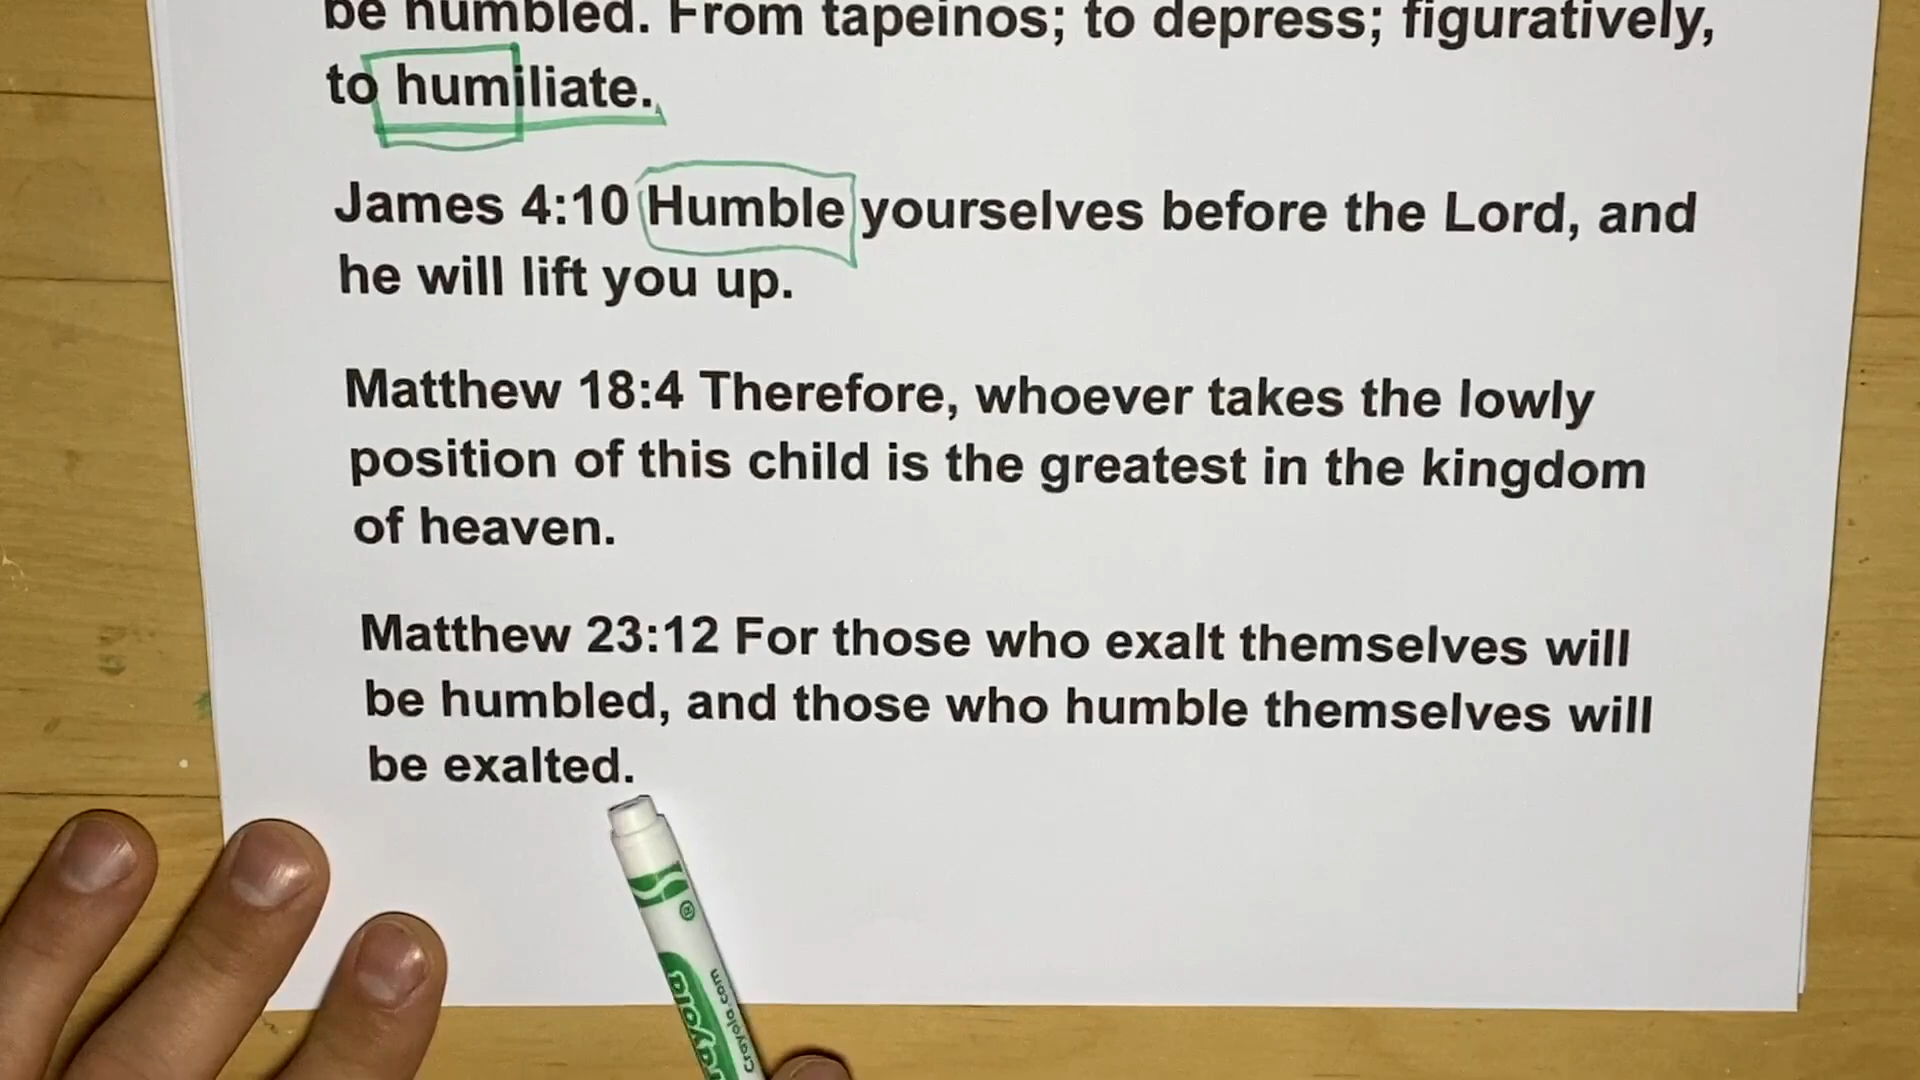 be humbled. From tapeinos; to depress; figuratively,
to humiliate.
James 4:10 Humble yourselves before the Lord, and
he will lift you up.
Matthew 18:4 Therefore, whoever takes the lowly
position of this child is the greatest in the kingdom
of heaven.
Matthew 23:12 For those who exalt themselves will
be humbled, and those who humble themselves will
be exalted.
®
Crayola
Crayola.com